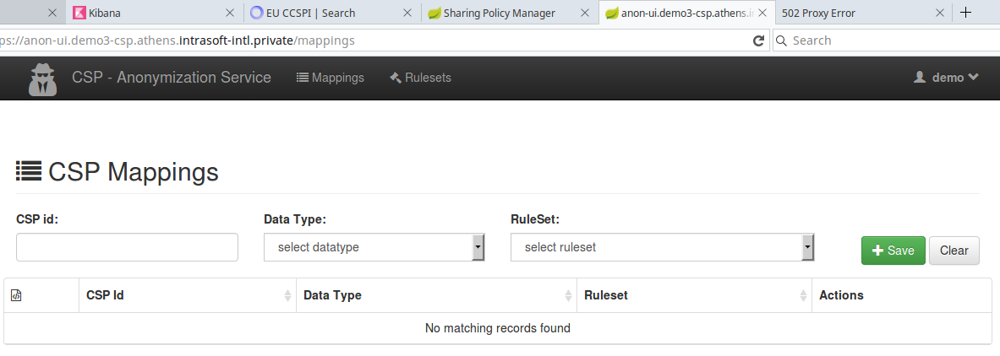 Kibana EU CCSPI | Search Sharing Policy Manager anon-ui.demo3-csp.athens.in 502 Proxy Error
ps://anon-ui.demo3-csp.athens.intrasoft-intl.private/mappings Search
CSP - Anonymization Service Mappings Rulesets demo
CSP Mappings
CSP id: Data Type: RuleSet:
select datatype select ruleset Save Clear
CSP Id Data Type Ruleset Actions
No matching records found